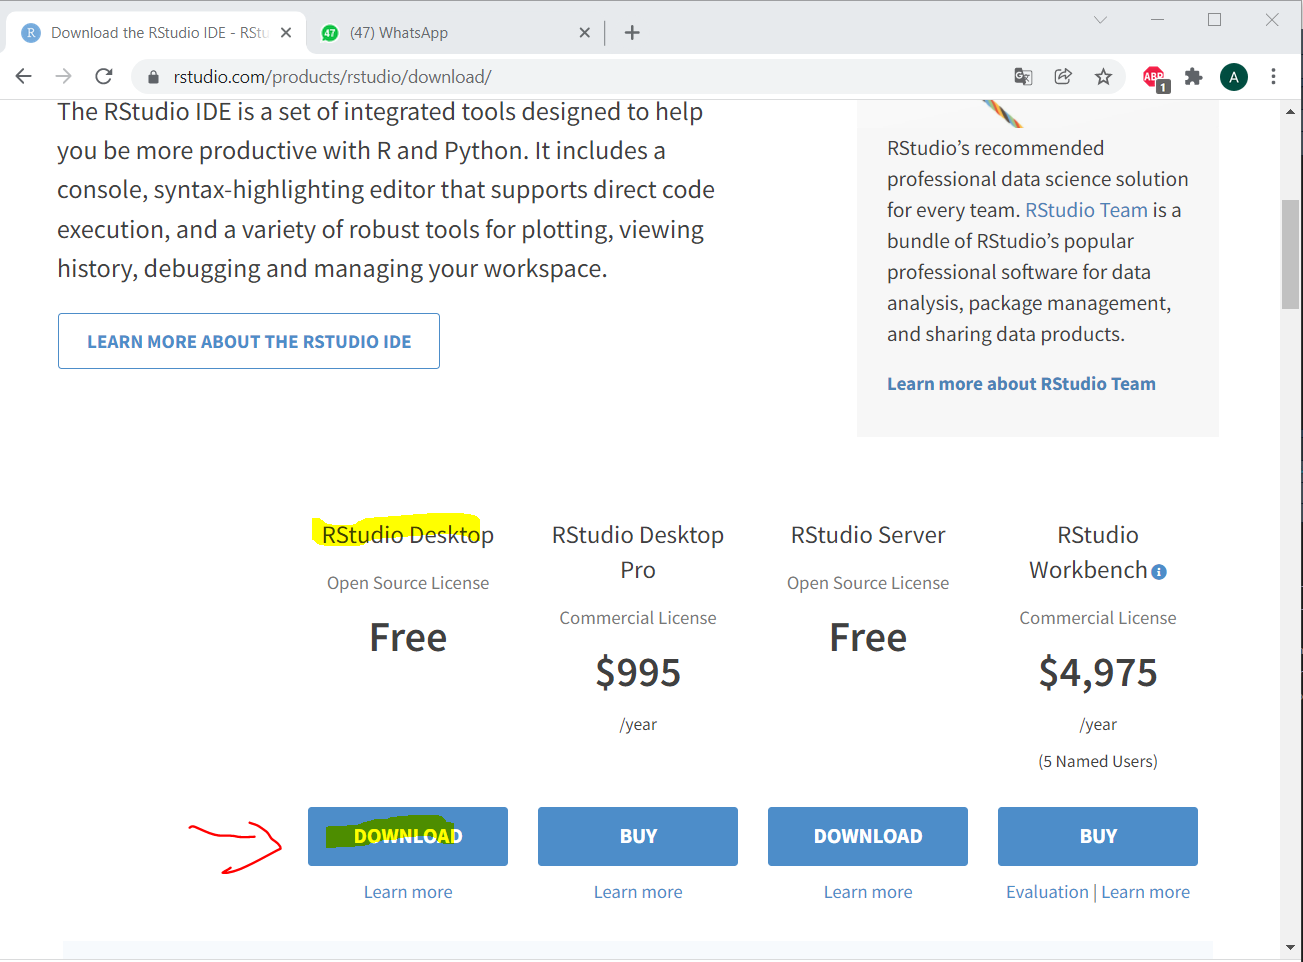 Download the RStudio IDE - RStu
47
(47) WhatsApp
rstudio.com/products/rstudio/download/
ABP
1
A
The RStudio IDE is a set of integrated tools designed to help
you be more productive with R and Python. It includes a
console, syntax-highlighting editor that supports direct code
execution, and a variety of robust tools for plotting, viewing
history, debugging and managing your workspace.
LEARN MORE ABOUT THE RSTUDIO IDE
RStudio’s recommended
professional data science solution
for every team. RStudio Team is a
bundle of RStudio’s popular
professional software for data
analysis, package management,
and sharing data products.
Learn more about RStudio Team
RStudio Desktop
Open Source License
Free
DOWNLOAD
Learn more
RStudio Desktop
Pro
Commercial License
$995
/year
BUY
Learn more
RStudio Server
Open Source License
Free
DOWNLOAD
Learn more
RStudio
Workbench
Commercial License
$4,975
/year
(5 Named Users)
BUY
Evaluation | Learn more